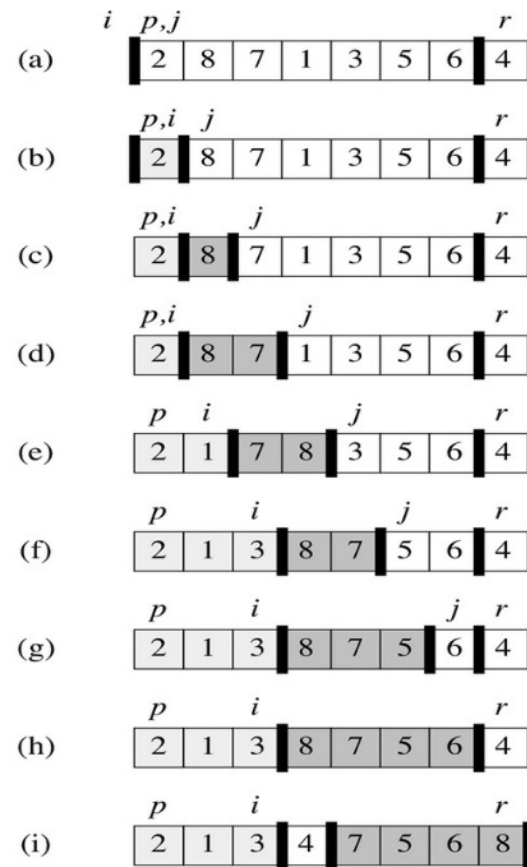 i p,j r
(a) 2 8 7 1 3 5 6 4
p,i j r
(b) 2 8 7 1 3 5 6 4
p,i j r
(c) 2 8 7 1 3 5 6 4
p,i j r
(d) 2 8 7 1 3 5 6 4
p i j r
(e) 2 1 7 8 3 5 6 4
p i j r
(f) 2 1 3 8 7 5 6 4
p i j r
(g) 2 1 3 8 7 5 6 4
p i r
(h) 2 1 3 8 7 5 6 4
p i r
(i) 2 1 3 4 7 5 6 8